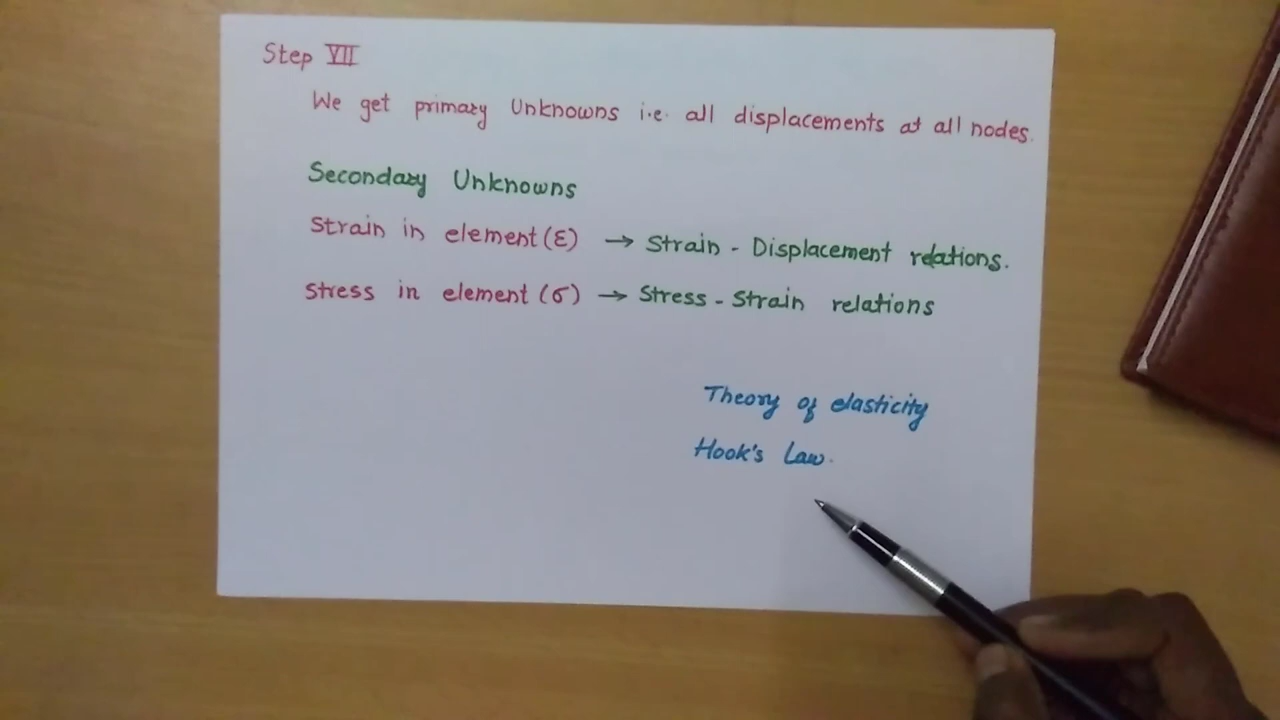 Step VII
We get primary Unknowns i.e. all displacements at all nodes.
Secondary Unknowns
Strain in element (ε) → Strain - Displacement relations.
Stress in element (σ) → Stress - Strain relations
Theory of elasticity
Hook's Law.